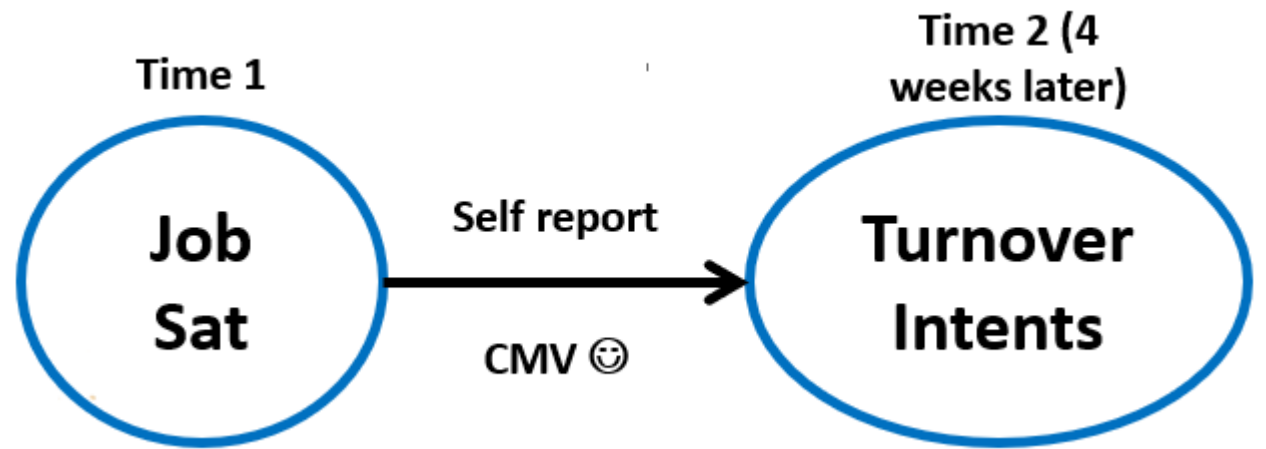 Time 1
Time 2 (4
weeks later)
Job
Sat
Self report
CMV ☺
Turnover
Intents